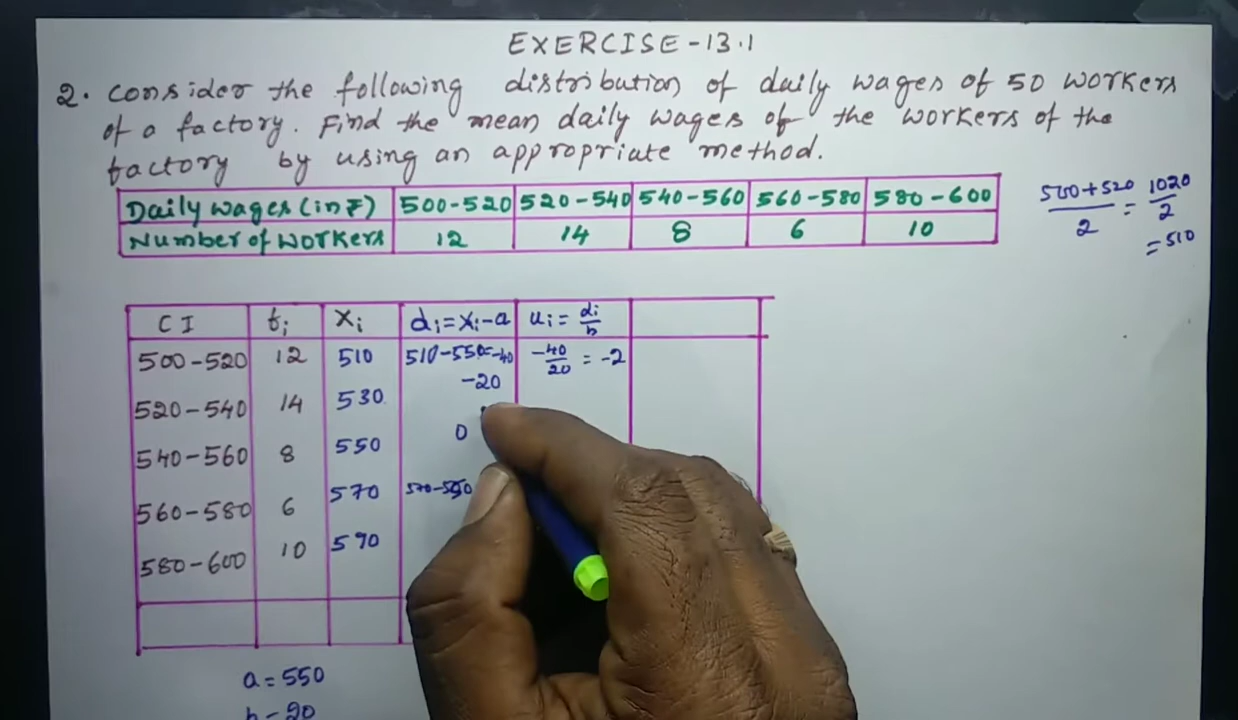 EXERCISE-13.1
2. Consider the following distribution of daily wages of 50 workers
of a factory. Find the mean daily wages of the workers of the
factory by using an appropriate method.
Daily wages (in ₹) 500-520 520-540 540-560 560-580 580-600
Number of workers 12 14 8 6 10
500+520/2 = 1020/2
= 510
CI fi xi di=xi-a ui = di/h
500-520 12 510 510-550=-40 -40/20 = -2
520-540 14 530 -20
540-560 8 550 0
560-580 6 570 570-550
580-600 10 590
a = 550
h = 20